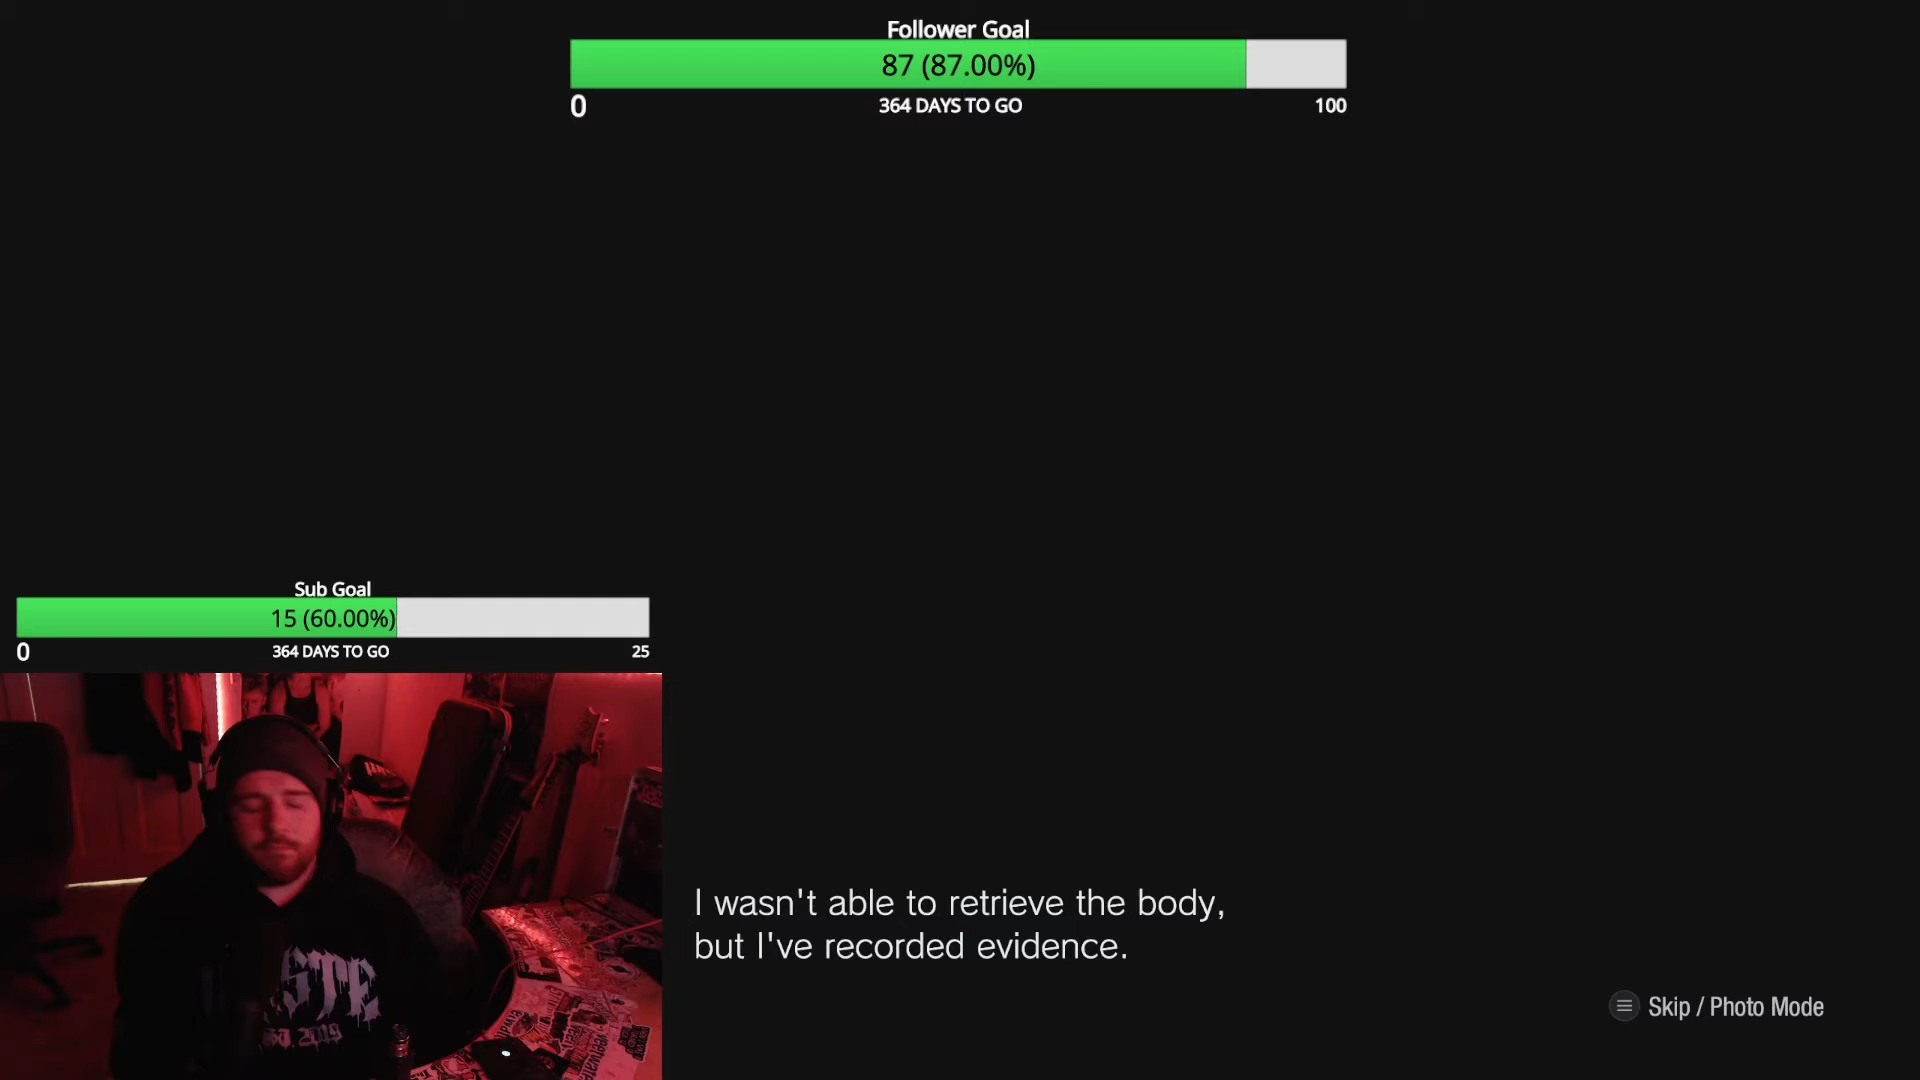 Follower Goal
87 (87.00%)
0 364 DAYS TO GO 100
Sub Goal
15 (60.00%)
0 364 DAYS TO GO 25
I wasn't able to retrieve the body,
but I've recorded evidence.
Skip / Photo Mode